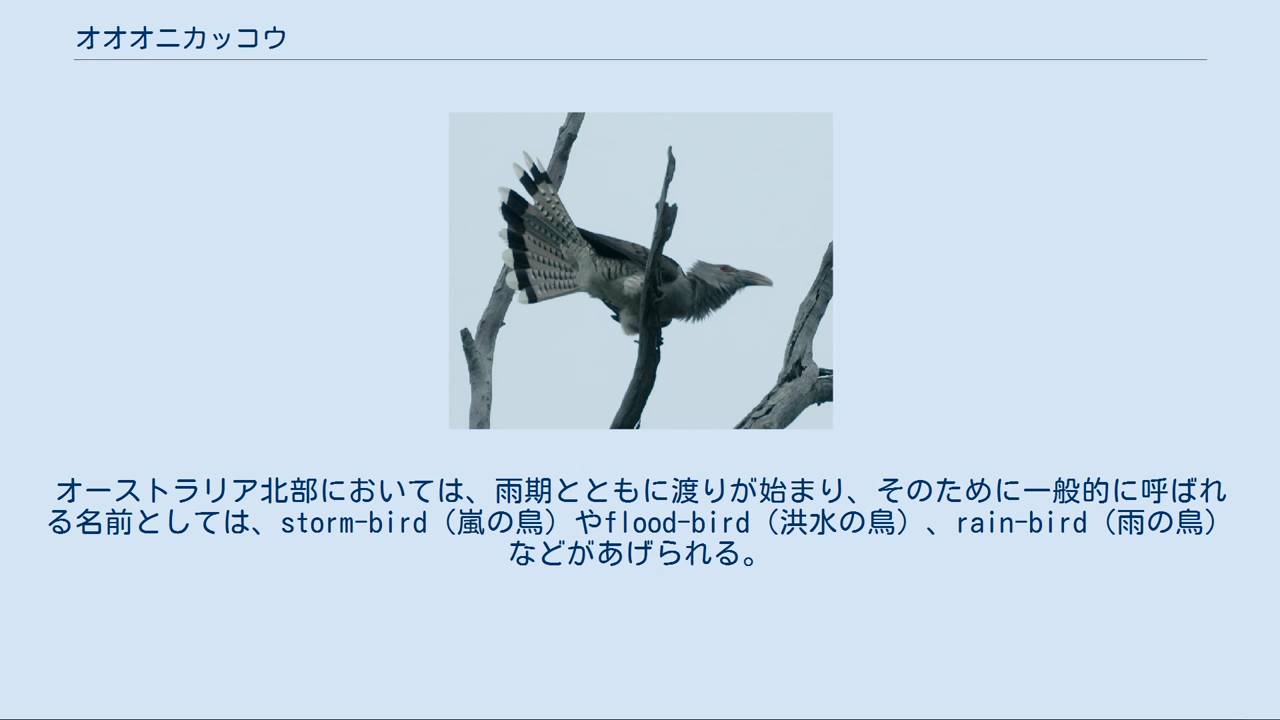 オオオニカッコウ
オーストラリア北部においては、雨期とともに渡りが始まり、そのために一般的に呼ばれ
る名前としては、storm-bird（嵐の鳥）やflood-bird（洪水の鳥）、rain-bird（雨の鳥）
などがあげられる。